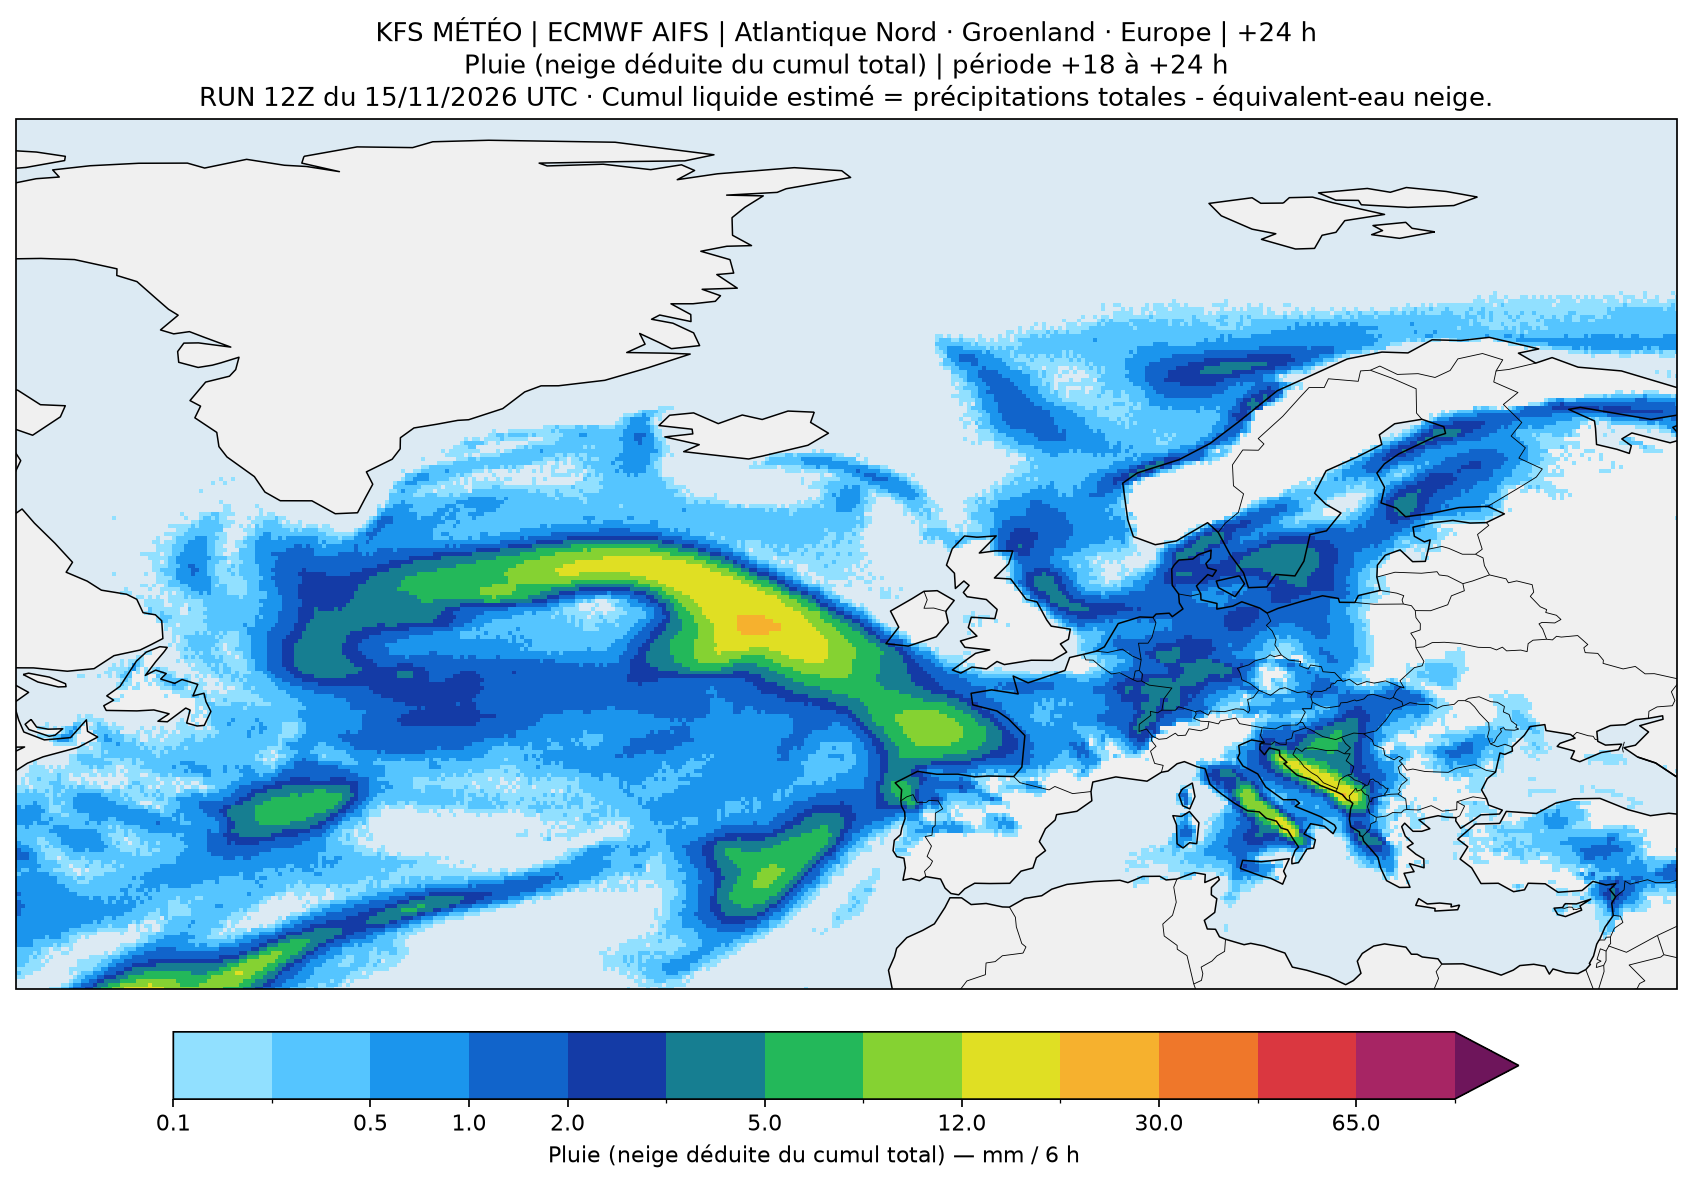 KFS MÉTÉO | ECMWF AIFS | Atlantique Nord · Groenland · Europe | +24 h
Pluie (neige déduite du cumul total) | période +18 à +24 h
RUN 12Z du 15/11/2026 UTC · Cumul liquide estimé = précipitations totales - équivalent-eau neige.
0.1 0.5 1.0 2.0 5.0 12.0 30.0 65.0
Pluie (neige déduite du cumul total) — mm / 6 h